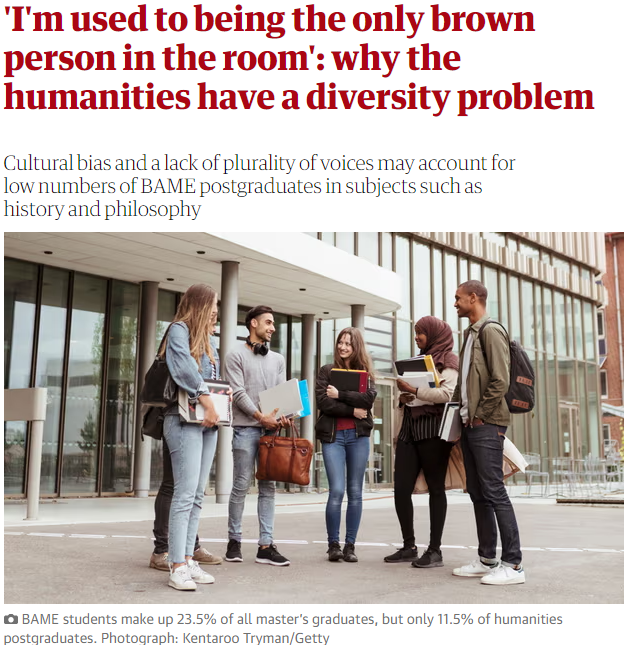 'I'm used to being the only brown
person in the room': why the
humanities have a diversity problem
Cultural bias and a lack of plurality of voices may account for
low numbers of BAME postgraduates in subjects such as
history and philosophy
BAME students make up 23.5% of all master's graduates, but only 11.5% of humanities
postgraduates. Photograph: Kentaroo Tryman/Getty